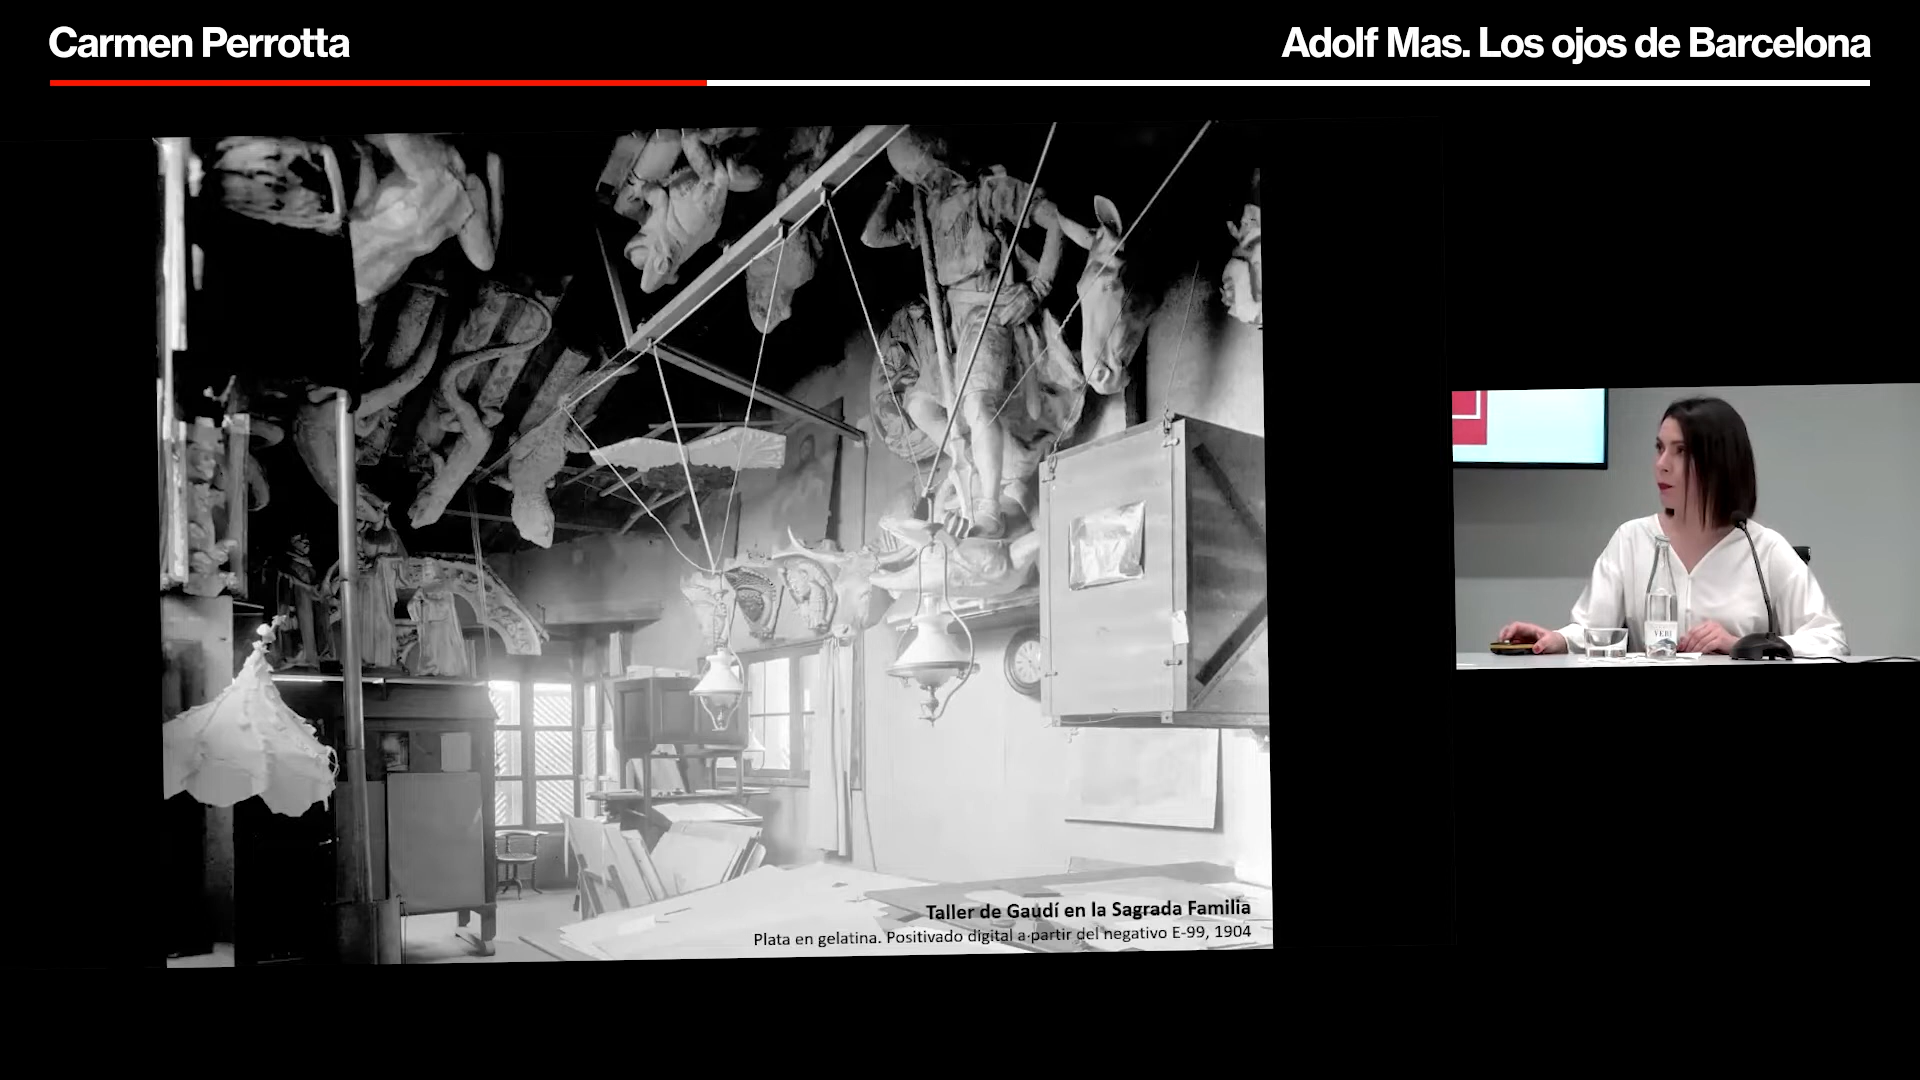 Carmen Perrotta
Adolf Mas. Los ojos de Barcelona
Taller de Gaudí en la Sagrada Familia
Plata en gelatina. Positivado digital a partir del negativo E-99, 1904
VERI